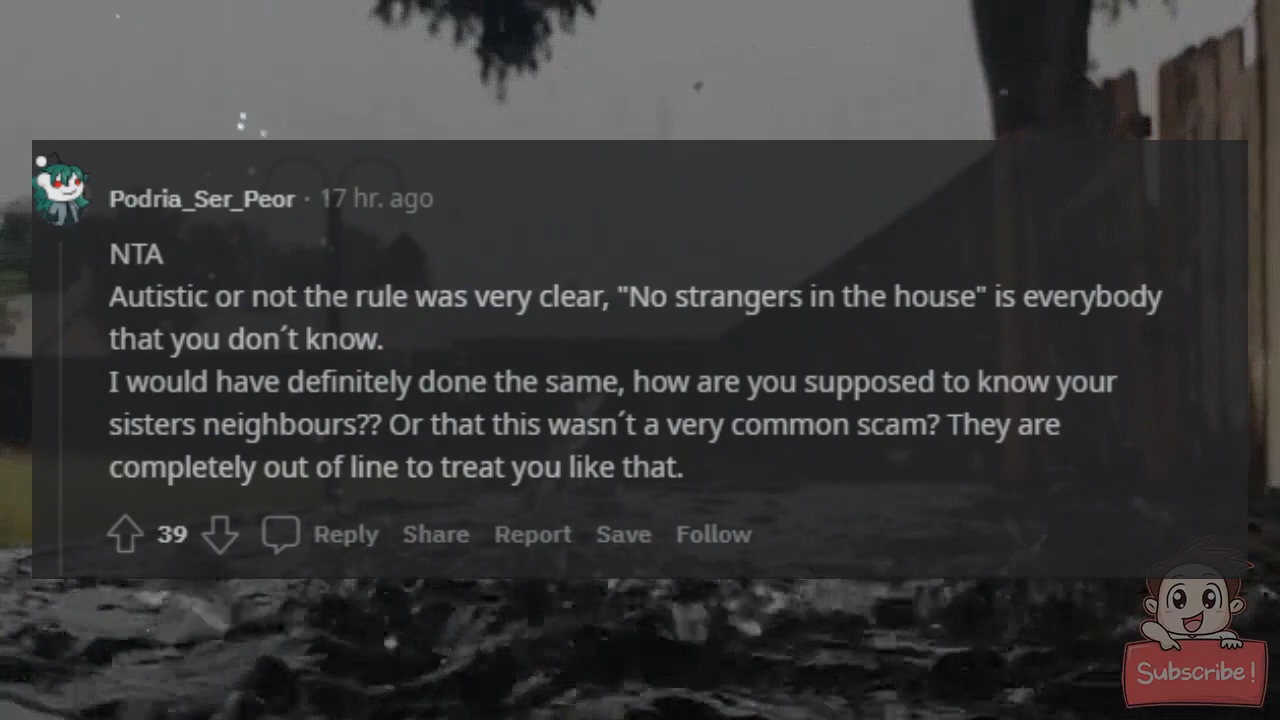 Podria_Ser_Peor · 17 hr. ago
NTA
Autistic or not the rule was very clear, "No strangers in the house" is everybody
that you don´t know.
I would have definitely done the same, how are you supposed to know your
sisters neighbours?? Or that this wasn´t a very common scam? They are
completely out of line to treat you like that.
39 Reply Share Report Save Follow
Subscribe!